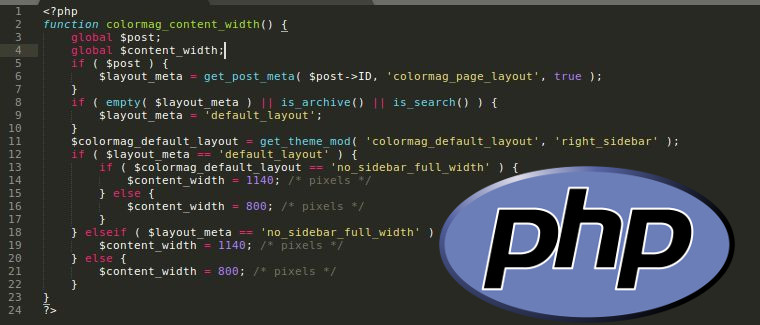 1 <?php
2 function colormag_content_width() {
3 global $post;
4 global $content_width;
5 if ( $post ) {
6 $layout_meta = get_post_meta( $post->ID, 'colormag_page_layout', true );
7 }
8 if ( empty( $layout_meta ) || is_archive() || is_search() ) {
9 $layout_meta = 'default_layout';
10 }
11 $colormag_default_layout = get_theme_mod( 'colormag_default_layout', 'right_sidebar' );
12 if ( $layout_meta == 'default_layout' ) {
13 if ( $colormag_default_layout == 'no_sidebar_full_width' ) {
14 $content_width = 1140; /* pixels */
15 } else {
16 $content_width = 800; /* pixels */
17 }
18 } elseif ( $layout_meta == 'no_sidebar_full_width' )
19 $content_width = 1140; /* pixels */
20 } else {
21 $content_width = 800; /* pixels */
22 }
23 }
24 ?>
php